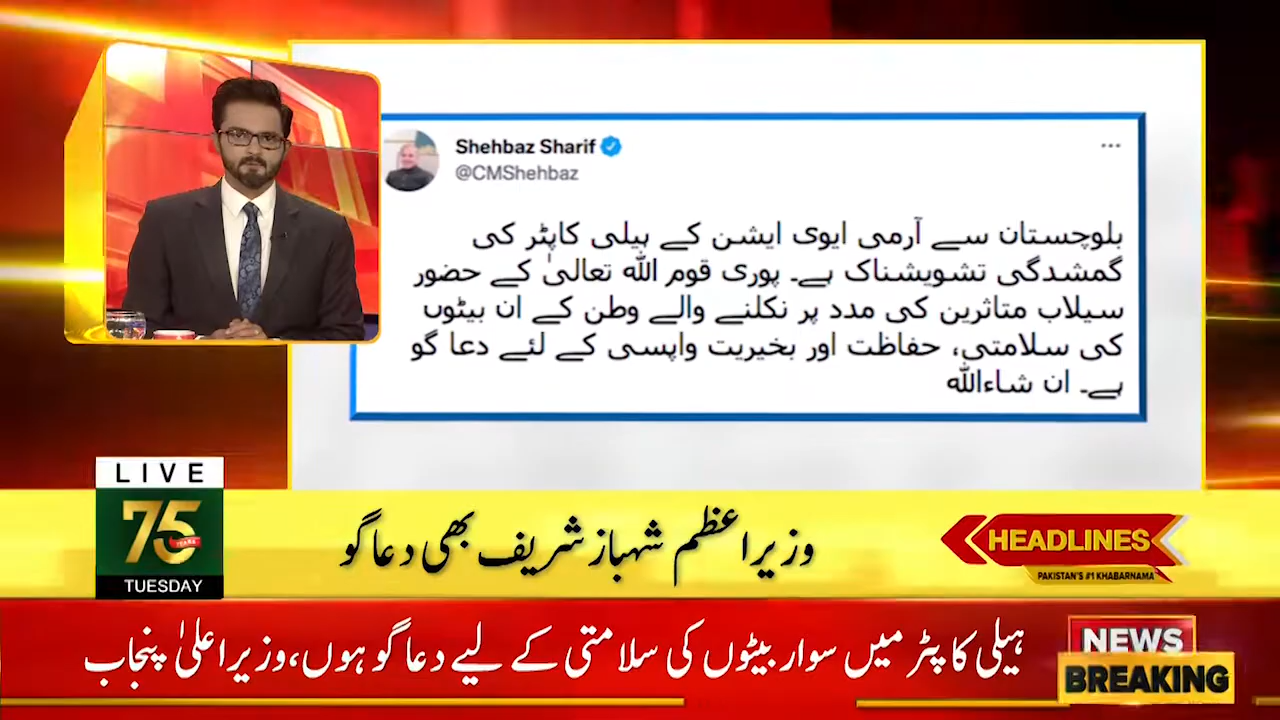 Shehbaz Sharif
@CMShehbaz
بلوچستان سے آرمی ایوی ایشن کے ہیلی کاپٹر کی
گمشدگی تشویشناک ہے۔ پوری قوم اللہ تعالیٰ کے حضور
سیلاب متاثرین کی مدد پر نکلنے والے وطن کے ان بیٹوں
کی سلامتی، حفاظت اور بخیریت واپسی کے لئے دعا گو
ہے۔ ان شاءاللہ
LIVE
75
YEARS
TUESDAY
وزیراعظم شہباز شریف بھی دعاگو
HEADLINES
PAKISTAN'S #1 KHABARNAMA
ہیلی کاپٹر میں سوار بیٹوں کی سلامتی کے لیے دعا گو ہوں، وزیراعلیٰ پنجاب
NEWS
BREAKING